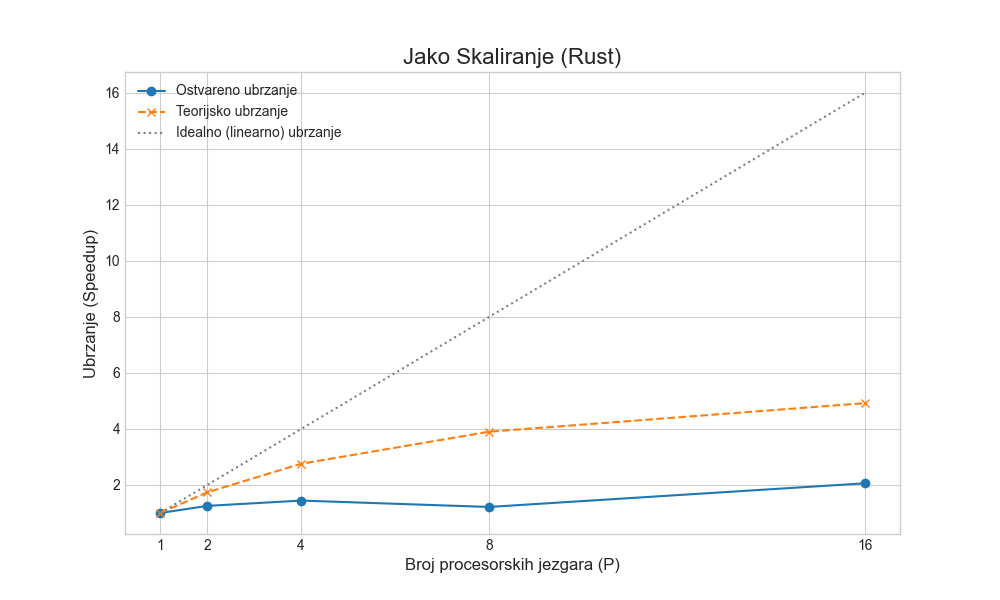 Jako Skaliranje (Rust)
Ostvareno ubrzanje
Teorijsko ubrzanje
Idealno (linearno) ubrzanje
Ubrzanje (Speedup)
16
14
12
10
8
6
4
2
1 2 4 8 16
Broj procesorskih jezgara (P)